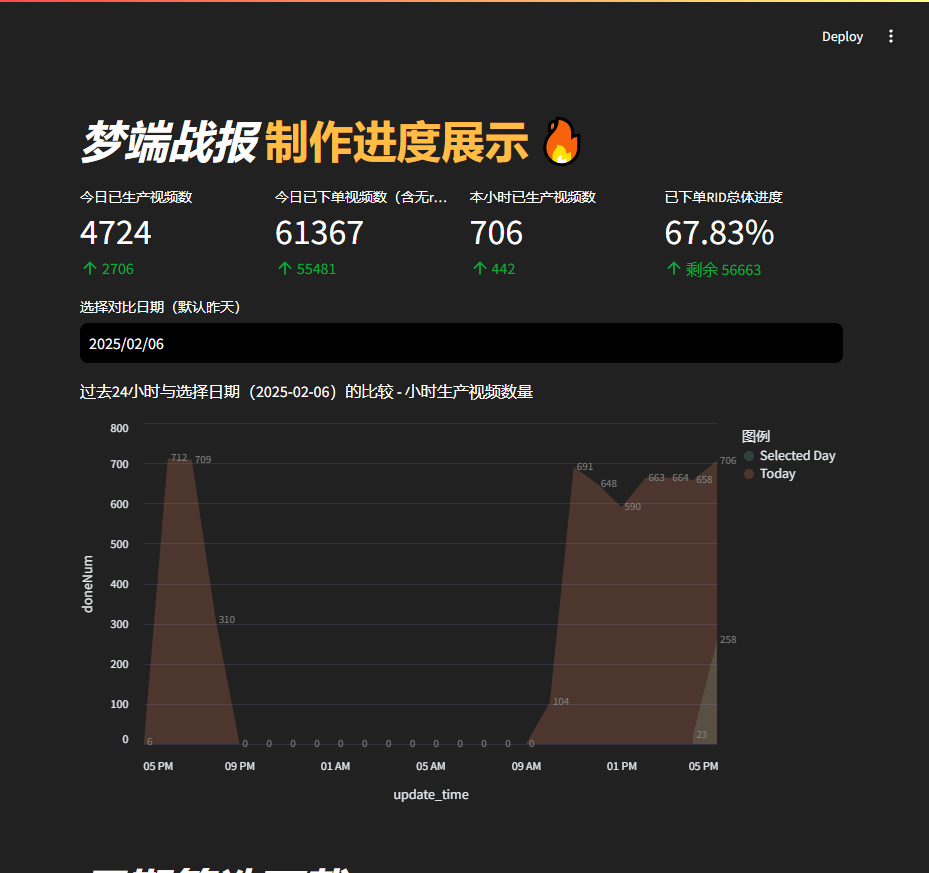 Deploy
梦端战报 制作进度展示
今日已生产视频数
4724
2706
今日已下单视频数（含无r...
61367
55481
本小时已生产视频数
706
442
已下单RID总体进度
67.83%
剩余 56663
选择对比日期（默认昨天）
2025/02/06
过去24小时与选择日期（2025-02-06）的比较 - 小时生产视频数量
800
700
600
500
400
300
200
100
0
doneNum
6
712
709
310
0 0 0 0 0 0 0 0 0 0 0 0 0
104
691
648
590
663
664
658
706
258
23
05 PM 09 PM 01 AM 05 AM 09 AM 01 PM 05 PM
update_time
图例
Selected Day
Today